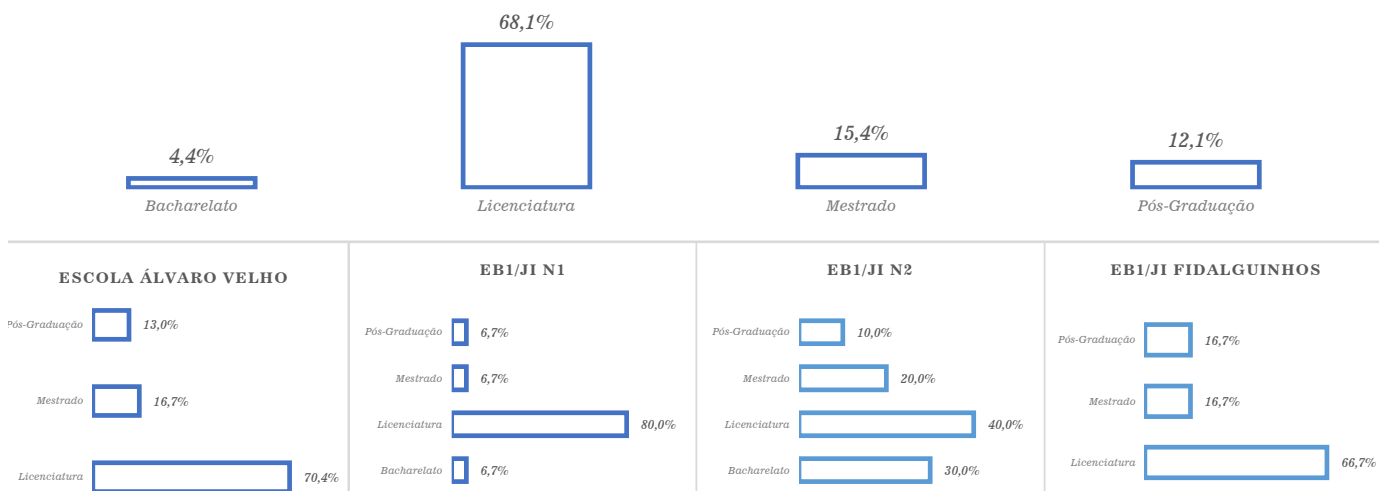 68,1%
15,4%
12,1%
4,4%
Bacharelato
Licenciatura
Mestrado
Pós-Graduação
ESCOLA ÁLVARO VELHO
Pós-Graduação 13,0%
Mestrado 16,7%
Licenciatura 70,4%
EB1/JI N1
Pós-Graduação 6,7%
Mestrado 6,7%
Licenciatura 80,0%
Bacharelato 6,7%
EB1/JI N2
Pós-Graduação 10,0%
Mestrado 20,0%
Licenciatura 40,0%
Bacharelato 30,0%
EB1/JI FIDALGUINHOS
Pós-Graduação 16,7%
Mestrado 16,7%
Licenciatura 66,7%